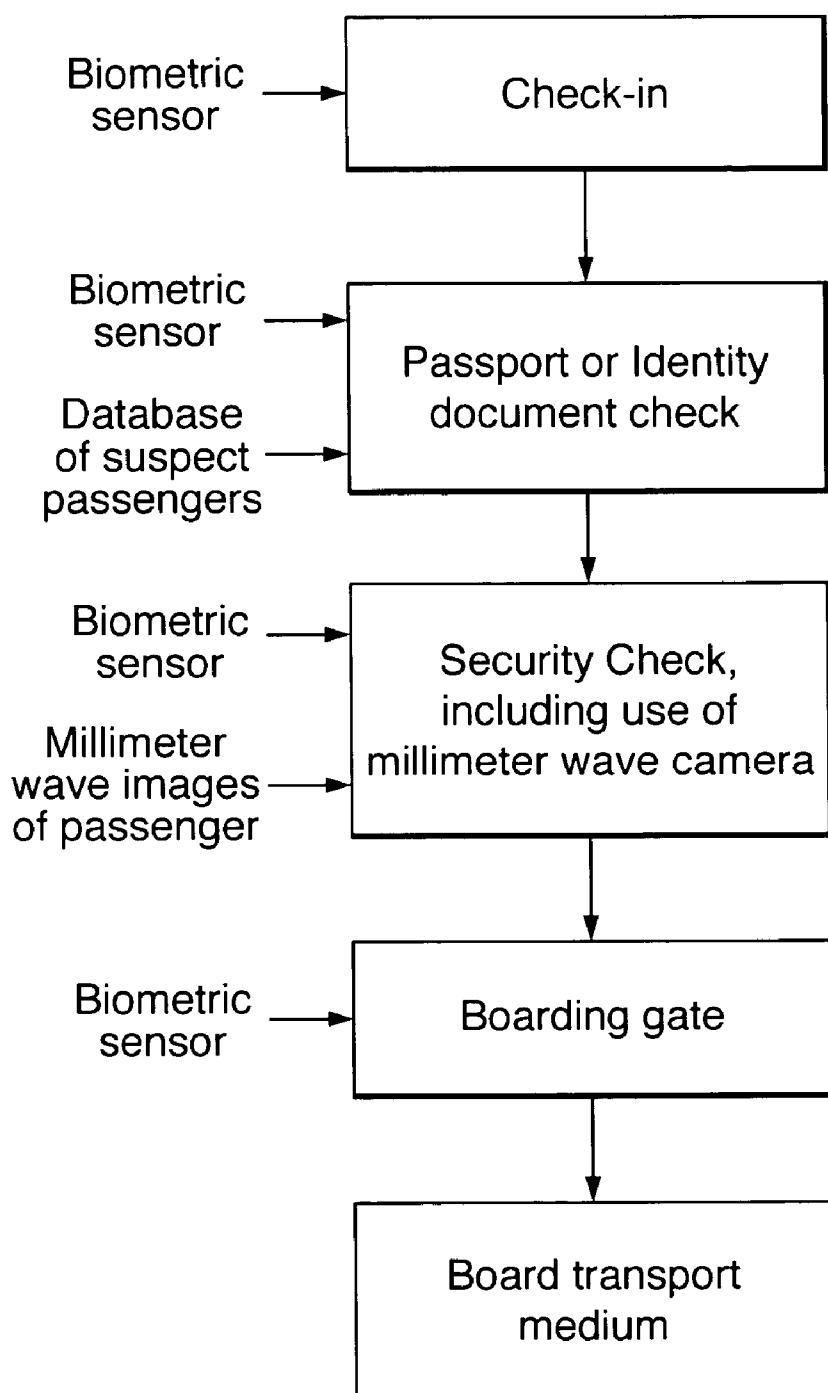 Biometric
sensor
Check-in
Biometric
sensor
Database
of suspect
passengers
Passport or Identity
document check
Biometric
sensor
Millimeter
wave images
of passenger
Security Check,
including use of
millimeter wave camera
Biometric
sensor
Boarding gate
Board transport
medium